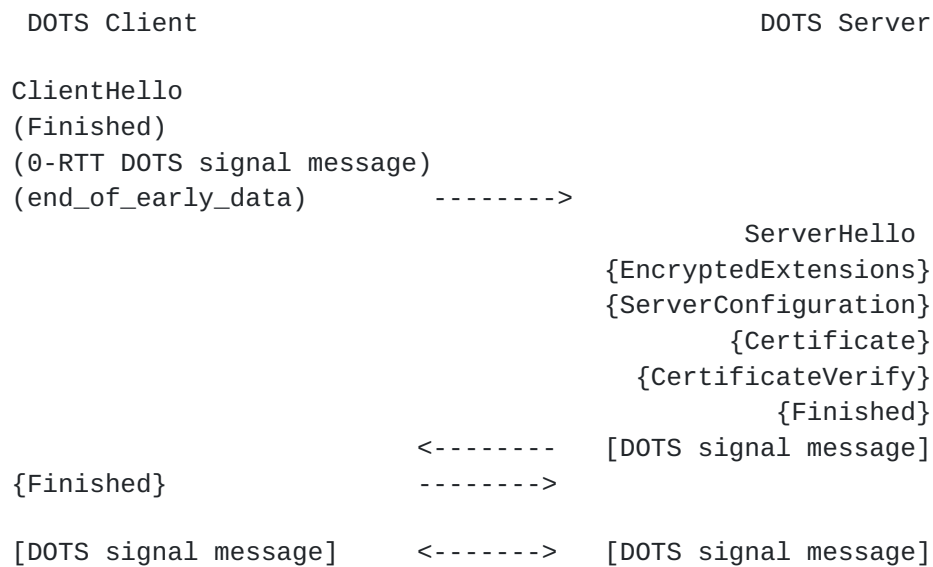 DOTS Client                                    DOTS Server
ClientHello
(Finished)
(0-RTT DOTS signal message)
(end_of_early_data)        -------->
ServerHello
{EncryptedExtensions}
{ServerConfiguration}
{Certificate}
{CertificateVerify}
{Finished}
<--------   [DOTS signal message]
{Finished}                -------->
[DOTS signal message]     <------->   [DOTS signal message]